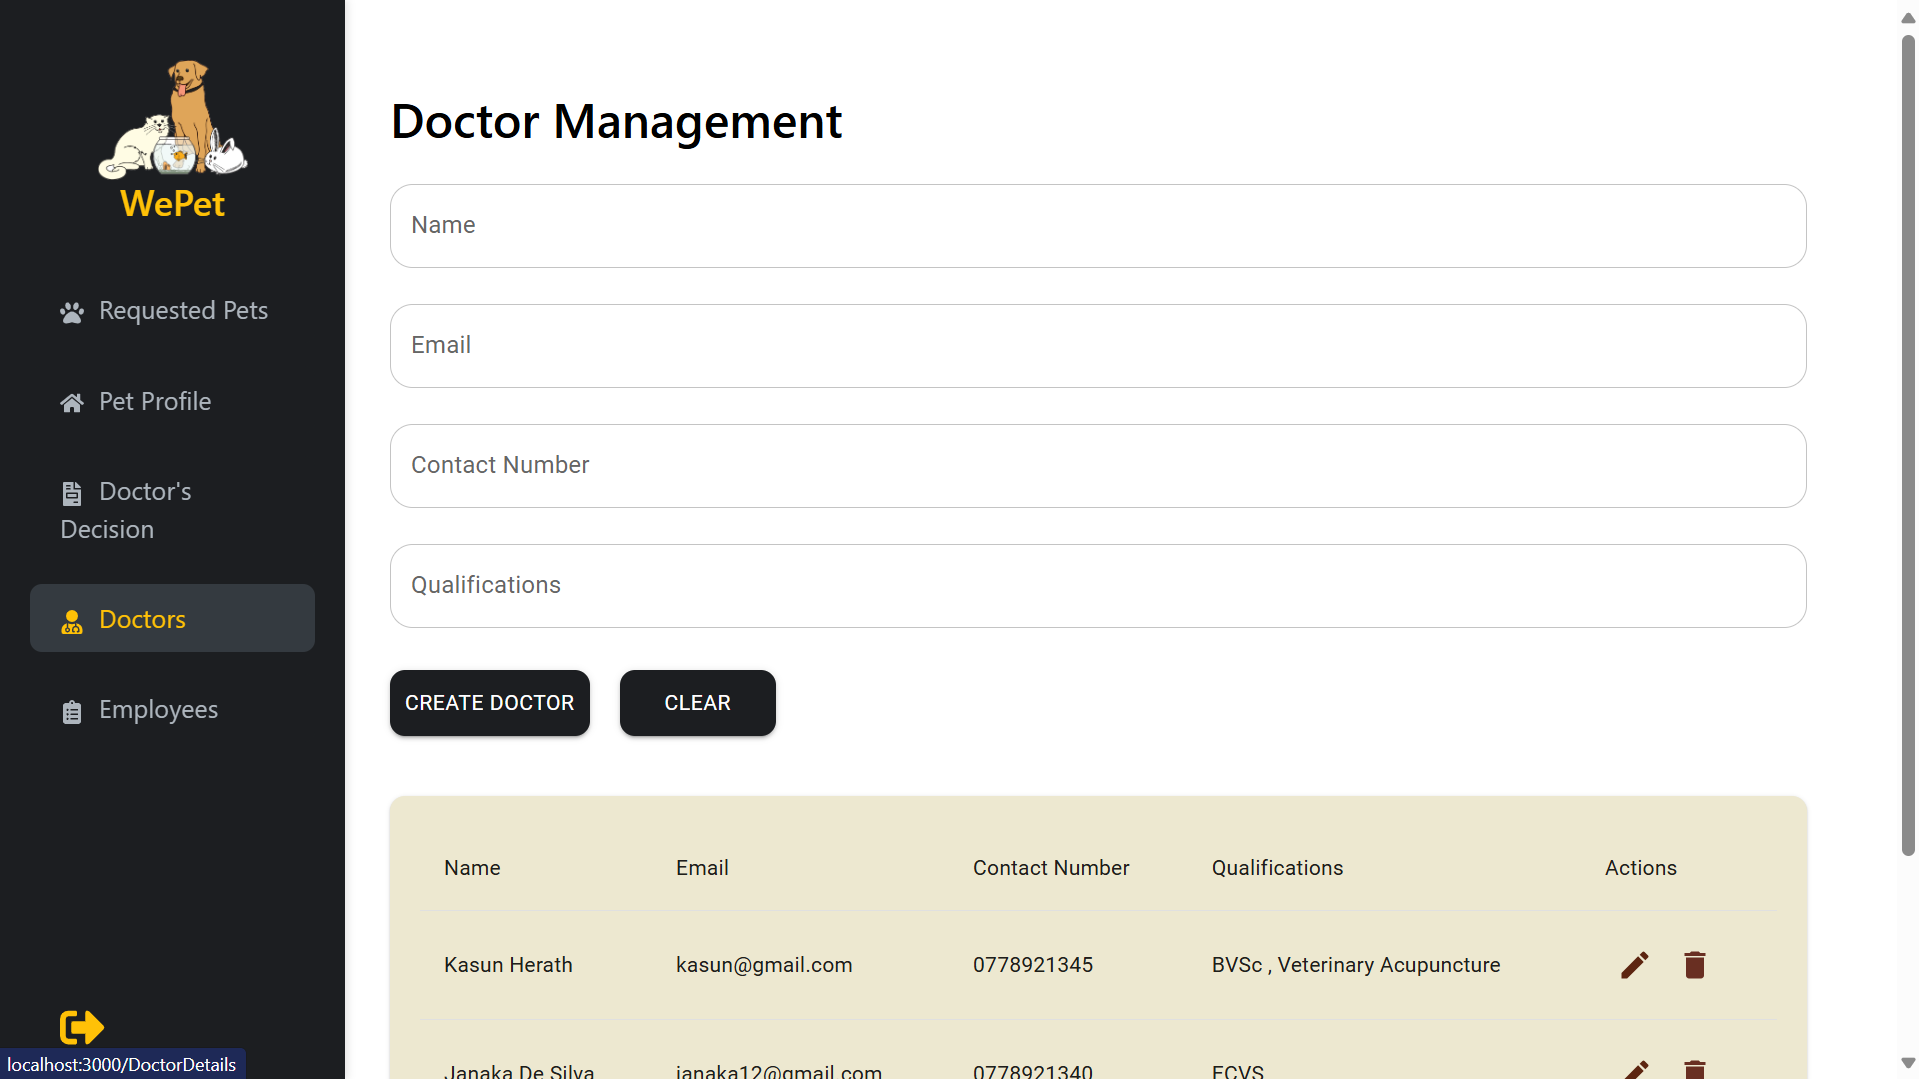 WePet
Requested Pets
Pet Profile
Doctor's
Decision
Doctors
Employees
localhost:3000/DoctorDetails
Doctor Management
Name
Email
Contact Number
Qualifications
CREATE DOCTOR CLEAR
Name Email Contact Number Qualifications Actions
Kasun Herath kasun@gmail.com 0778921345 BVSc , Veterinary Acupuncture
Janaka De Silva janaka12@gmail.com 0778921340 ECVS